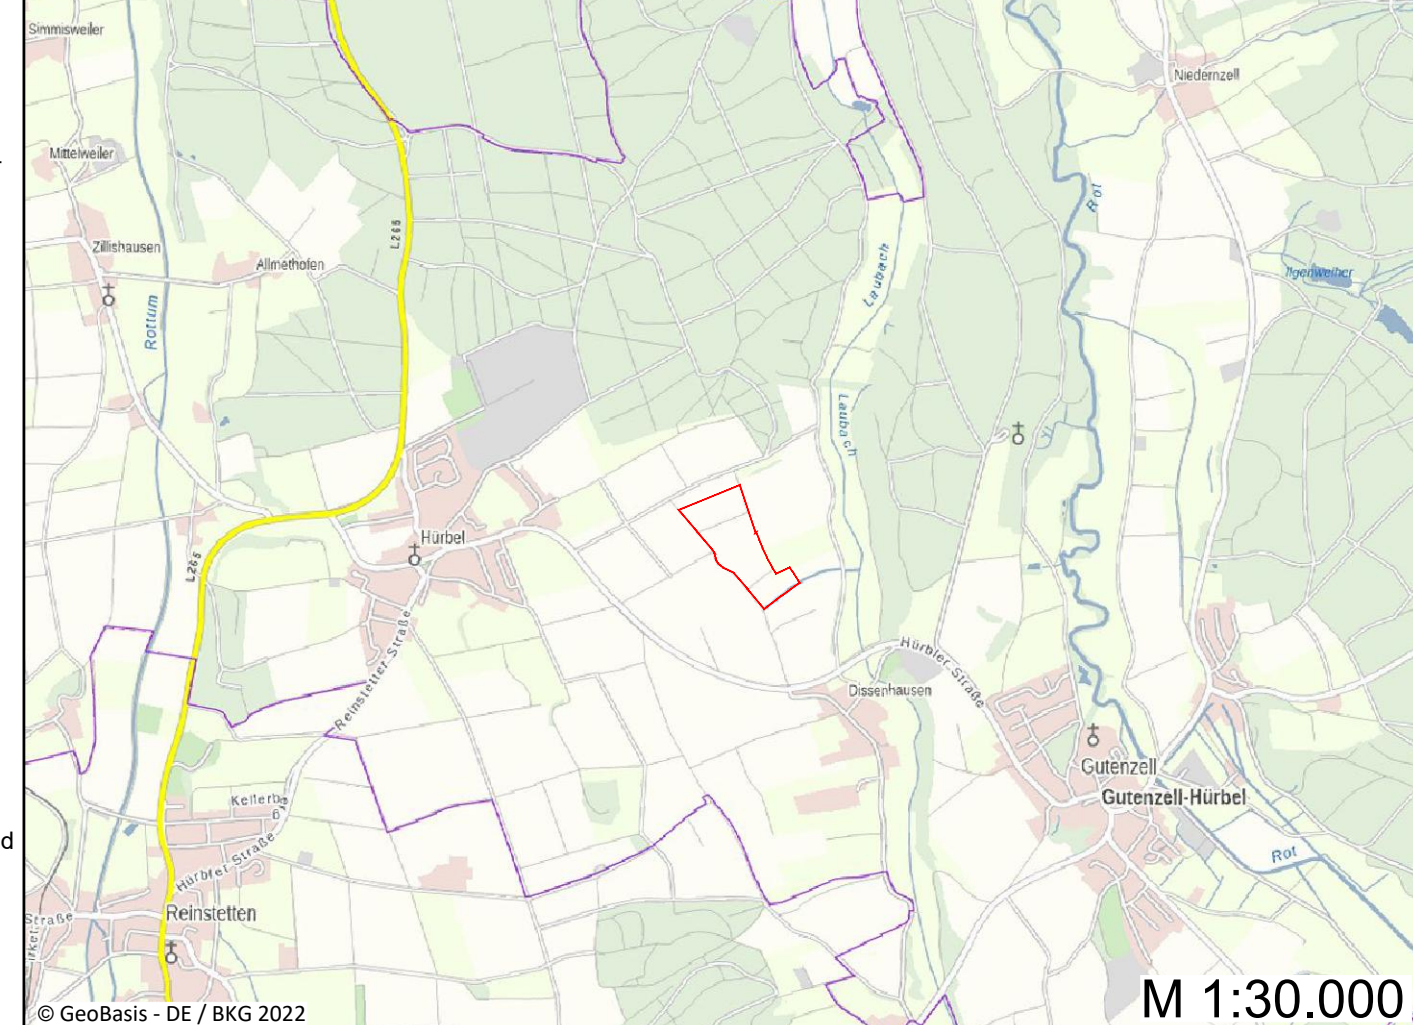 Simmisweiler
Niedernzell
Mittelweiler
Rot
Zillishausen
L265
Allmethofen
Laubach
Ilgenweiher
Rottum
Laubach
Hürbel
L265
Reinstetter-Straße
Hürbler-Straße
Dissenhausen
Gutenzell
Gutenzell-Hürbel
Kellerberg
d
Hürbler-Straße
Rot
Reinstetten
Straße
© GeoBasis - DE / BKG 2022
M 1:30.000